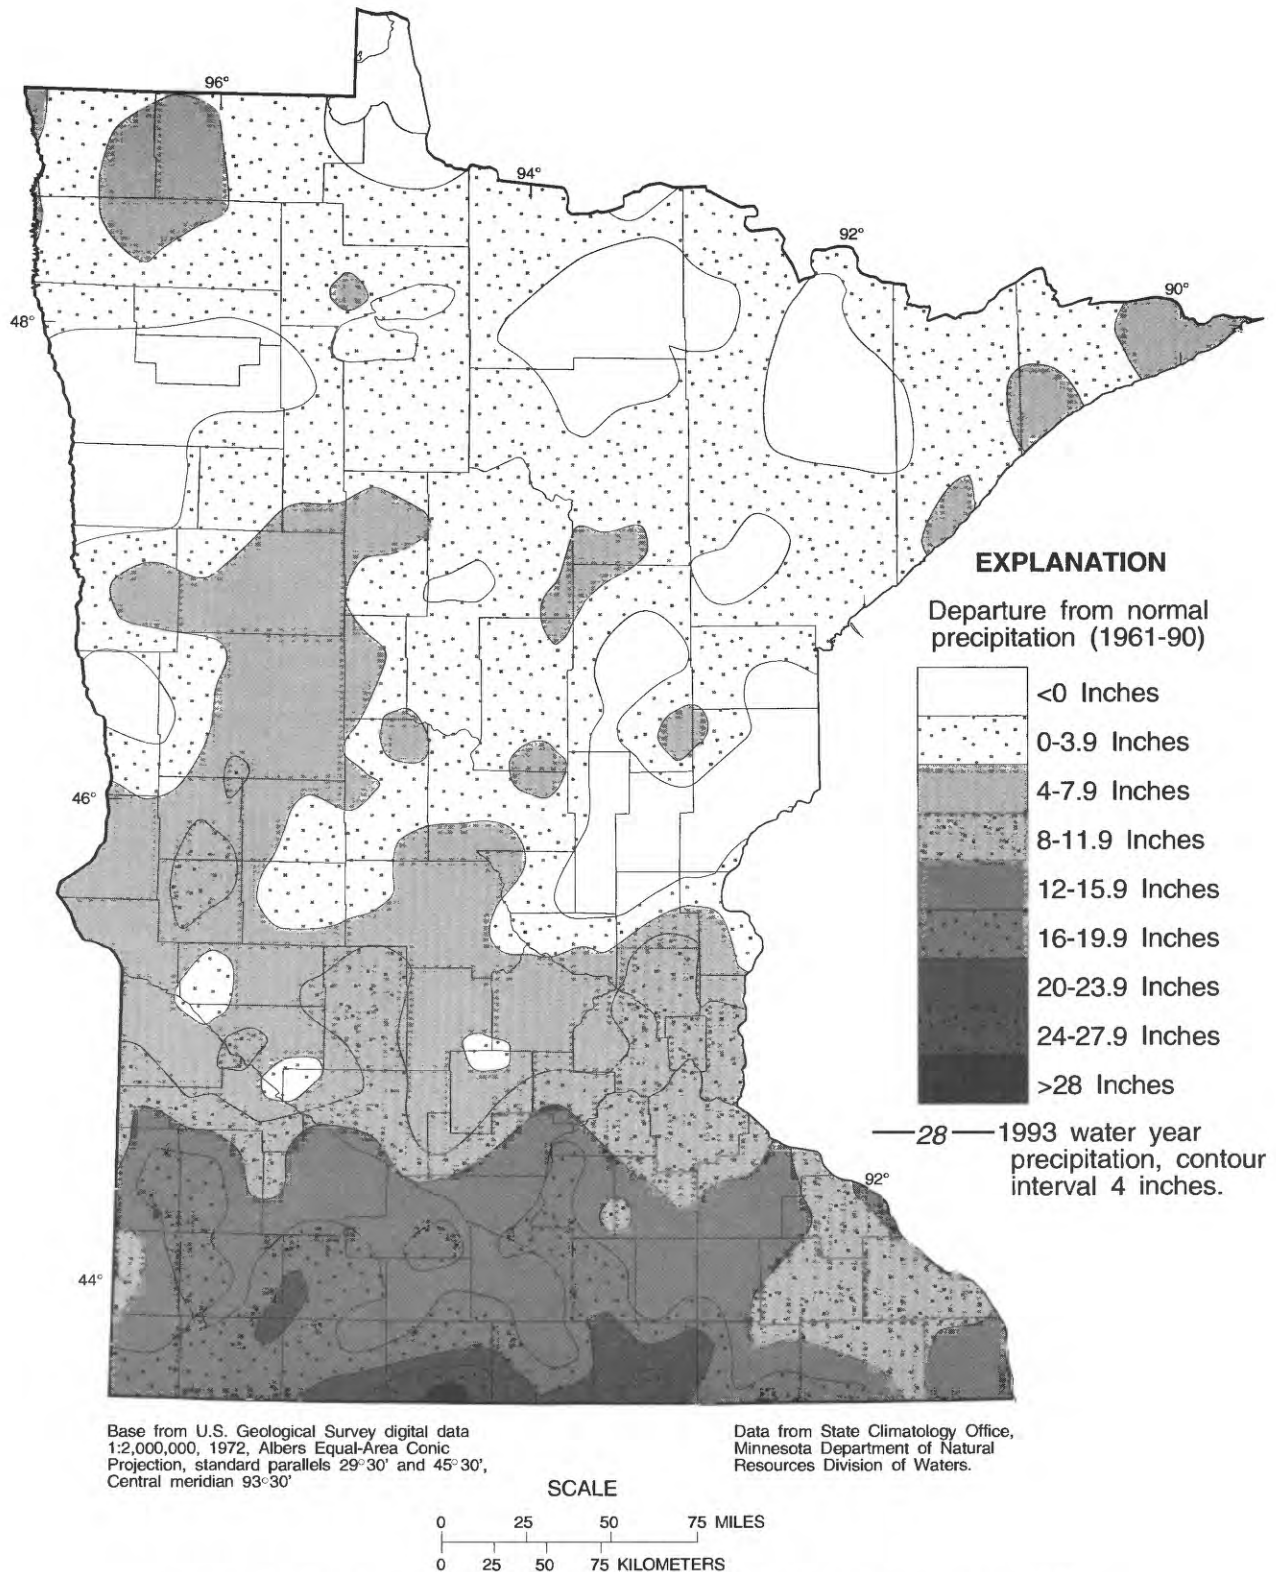 96°
94°
92°
90°
48°
46°
44°
92°
EXPLANATION
Departure from normal
precipitation (1961-90)
<0 Inches
0-3.9 Inches
4-7.9 Inches
8-11.9 Inches
12-15.9 Inches
16-19.9 Inches
20-23.9 Inches
24-27.9 Inches
>28 Inches
—28—1993 water year
precipitation, contour
interval 4 inches.
Base from U.S. Geological Survey digital data
1:2,000,000, 1972, Albers Equal-Area Conic
Projection, standard parallels 29°30' and 45°30',
Central meridian 93°30'
Data from State Climatology Office,
Minnesota Department of Natural
Resources Division of Waters.
SCALE
0 25 50 75 MILES
0 25 50 75 KILOMETERS